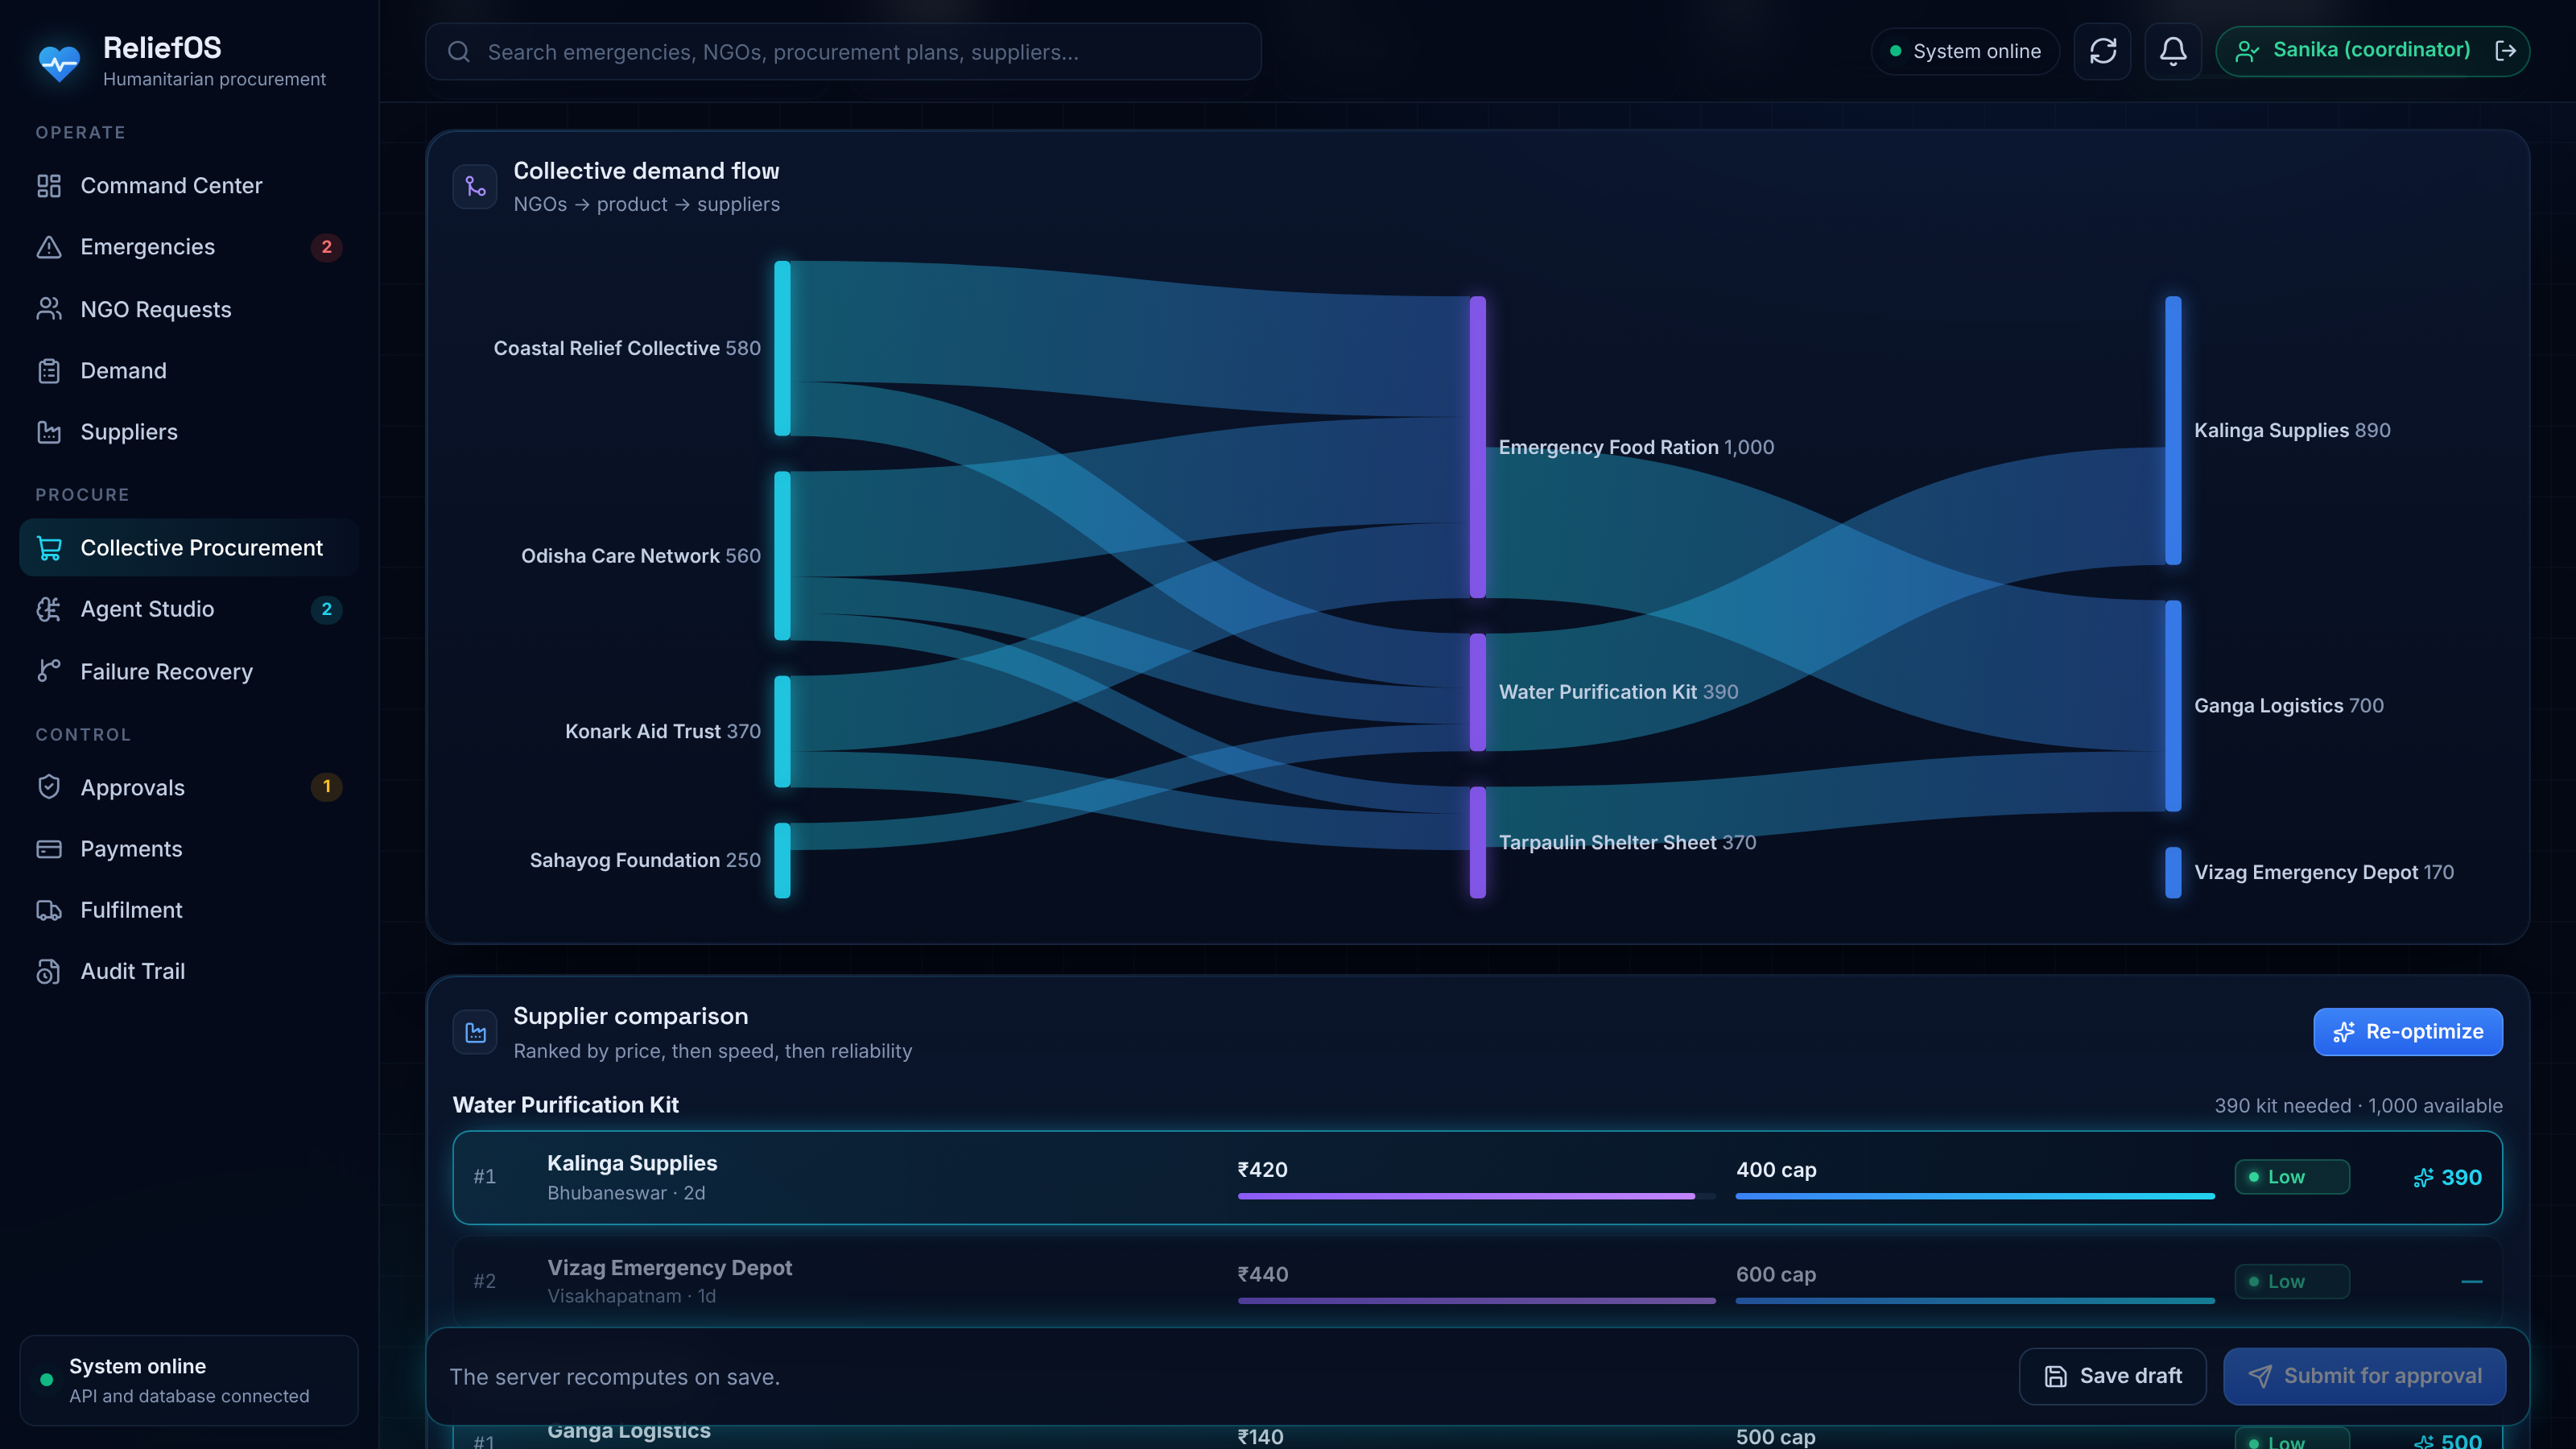 ReliefOS
Humanitarian procurement
OPERATE
Command Center
Emergencies 2
NGO Requests
Demand
Suppliers
PROCURE
Collective Procurement
Agent Studio 2
Failure Recovery
CONTROL
Approvals 1
Payments
Fulfilment
Audit Trail
System online
API and database connected
Search emergencies, NGOs, procurement plans, suppliers...
System online
Sanika (coordinator)
Collective demand flow
NGOs → product → suppliers
Coastal Relief Collective 580
Odisha Care Network 560
Konark Aid Trust 370
Sahayog Foundation 250
Emergency Food Ration 1,000
Water Purification Kit 390
Tarpaulin Shelter Sheet 370
Kalinga Supplies 890
Ganga Logistics 700
Vizag Emergency Depot 170
Supplier comparison
Ranked by price, then speed, then reliability
Re-optimize
Water Purification Kit
390 kit needed · 1,000 available
#1 Kalinga Supplies ₹420 400 cap Low 390
Bhubaneswar · 2d
#2 Vizag Emergency Depot ₹440 600 cap Low —
Visakhapatnam · 1d
The server recomputes on save.
Save draft
Submit for approval
#1 Ganga Logistics ₹140 500 cap Low 500